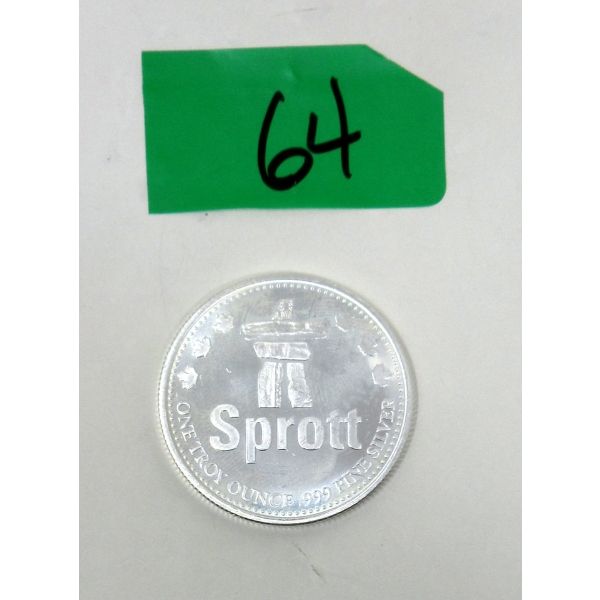 64
Sprott
ONE TROY OUNCE .999 FINE SILVER